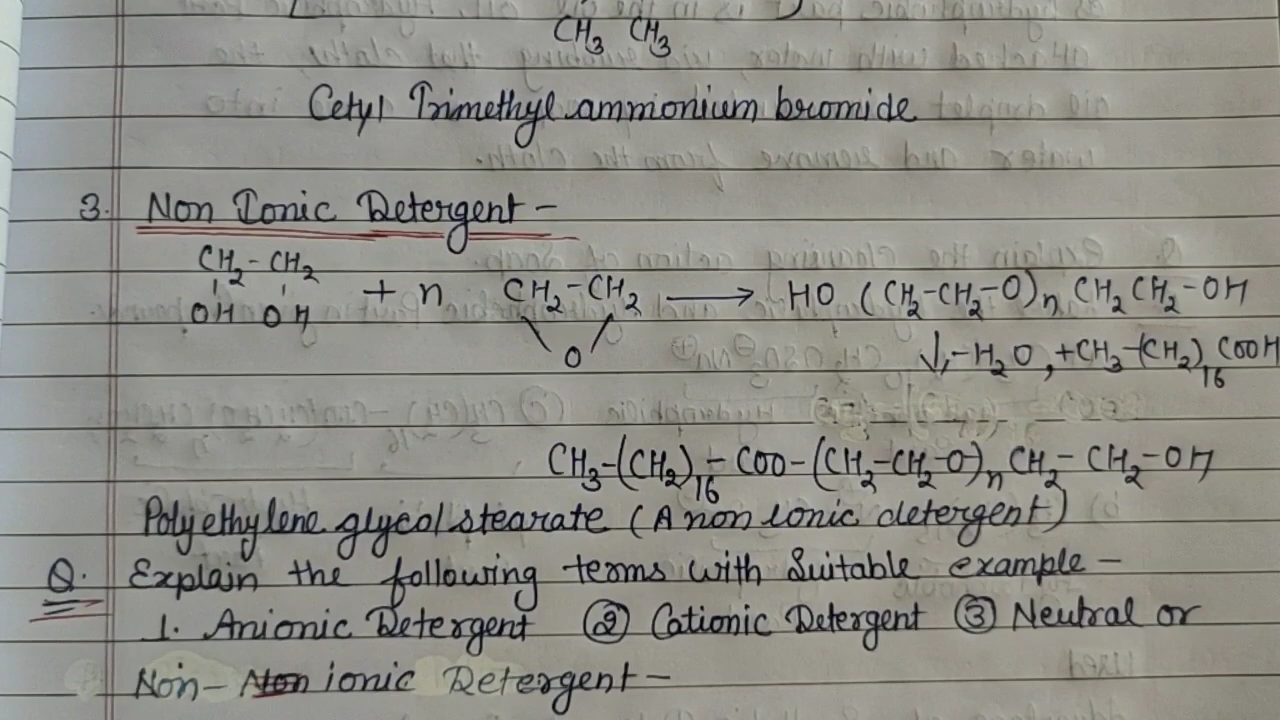 CH₃ CH₃
Cetyl Trimethyl ammonium bromide
3. Non Ionic Detergent -
CH₂ - CH₂
OH OH
+ n CH₂-CH₂ ⟶ HO (CH₂-CH₂-O)n CH₂ CH₂-OH
O
↓, -H₂O, +CH₃-(CH₂)₁₆ COOH
CH₃-(CH₂)₁₆ - COO-(CH₂-CH₂-O)n CH₂- CH₂-OH
Polyethylene glycol stearate (A non ionic detergent)
Q. Explain the following terms with Suitable example -
1. Anionic Detergent ② Cationic Detergent ③ Neutral or
Non- Non ionic Detergent -